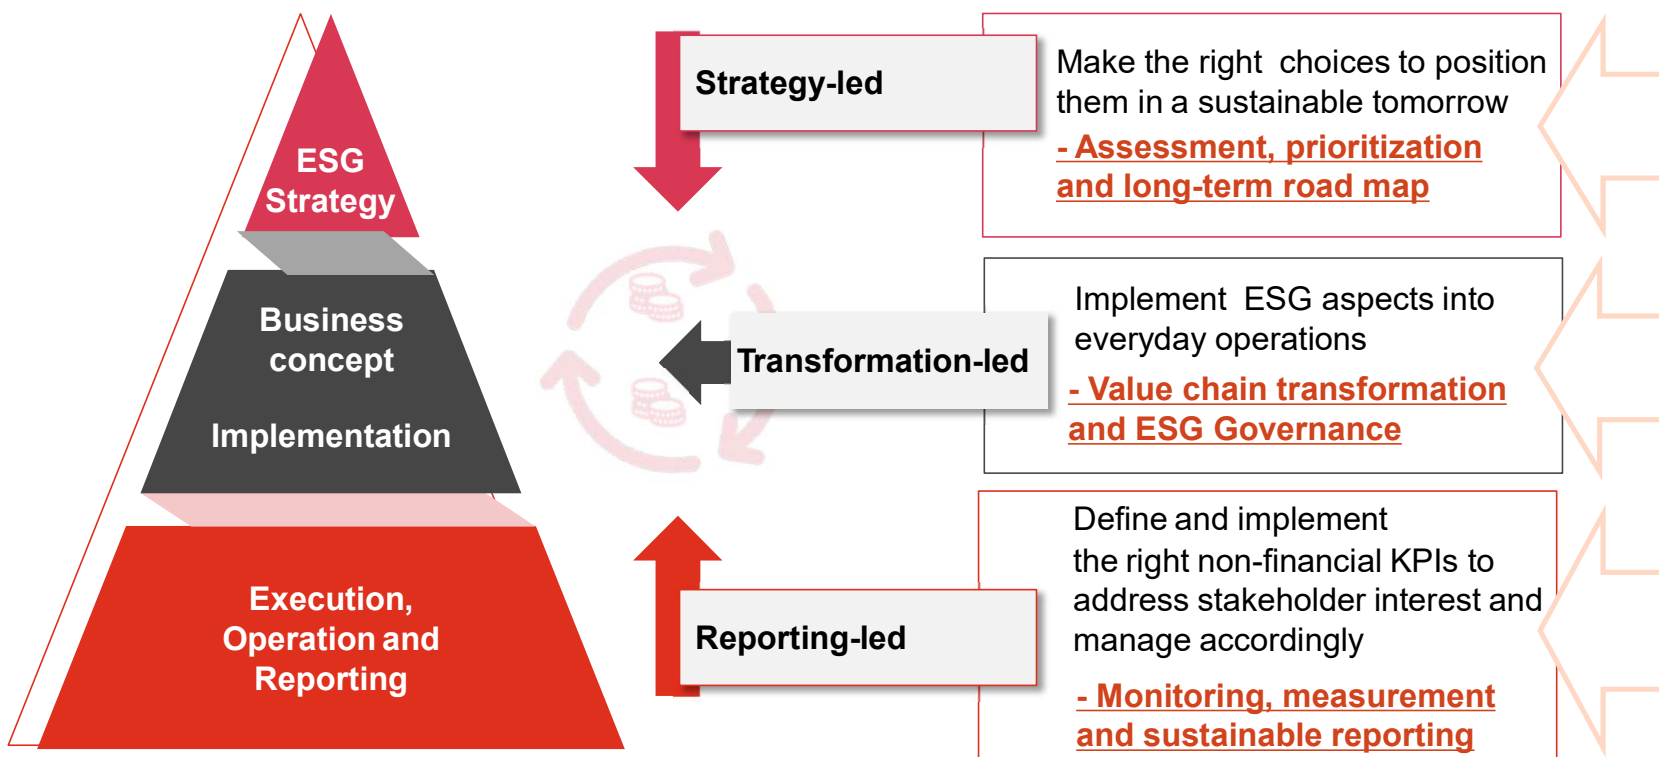 ESG
Strategy
Business
concept
Implementation
Execution,
Operation and
Reporting
Strategy-led
Make the right  choices to position
them in a sustainable tomorrow
- Assessment, prioritization
and long-term road map
Transformation-led
Implement  ESG aspects into
everyday operations
- Value chain transformation
and ESG Governance
Reporting-led
Define and implement
the right non-financial KPIs to
address stakeholder interest and
manage accordingly
- Monitoring, measurement
and sustainable reporting